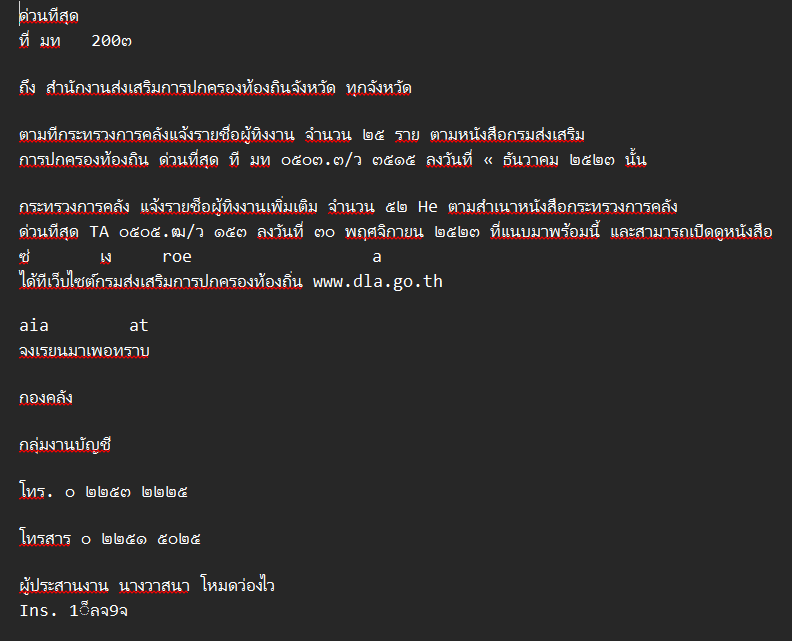 ด่วนทีสุด
ที่ มท 200๓
ถึง สำนักงานส่งเสริมการปกครองท้องถินจังหวัด ทุกจังหวัด
ตามทีกระทรวงการคลังแจ้งรายชื่อผู้ทิงงาน จำนวน ๒๕ ราย ตามหนังสือกรมส่งเสริม
การปกครองท้องถิน ด่วนที่สุด ที มท ๐๕๐๓.๓/ว ๓๕๑๕ ลงวันที่ « ธันวาคม ๒๕๒๓ นั้น
กระทรวงการคลัง แจ้งรายซื่อผู้ทิงงานเพิ่มเติม จำนวน ๕๒ He ตามสำเนาหนังสือกระทรวงการคลัง
ด่วนทีสุด TA ๐๕๐๕.ฒ/ว ๑๕๓ ลงวันที่ ๓๐ พฤศจิกายน ๒๕๒๓ ที่แนบมาพร้อมนี้ และสามารถเปิดดูหนังสือ
ซ่ เง roe a
ได้ทีเว็บไซต์กรมส่งเสริมการปกครองท้องถิ่น www.dla.go.th
aia at
จงเรยนมาเพอทราบ
กองคลัง
กลุ่มงานบัญชี
โทร. ๐ ๒๒๕๓ ๒๒๒๕
โทรสาร ๐ ๒๒๕๑ ๕๐๒๕
ผู้ประสานงาน นางวาสนา โหมดว่องไว
Ins. 1็ลจ9จ